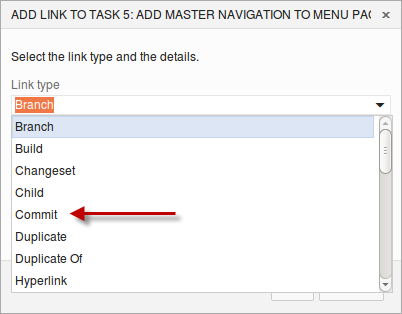 ADD LINK TO TASK 5: ADD MASTER NAVIGATION TO MENU PAG
Select the link type and the details.
Link type
Branch
Branch
Build
Changeset
Child
Commit
Duplicate
Duplicate Of
Hyperlink